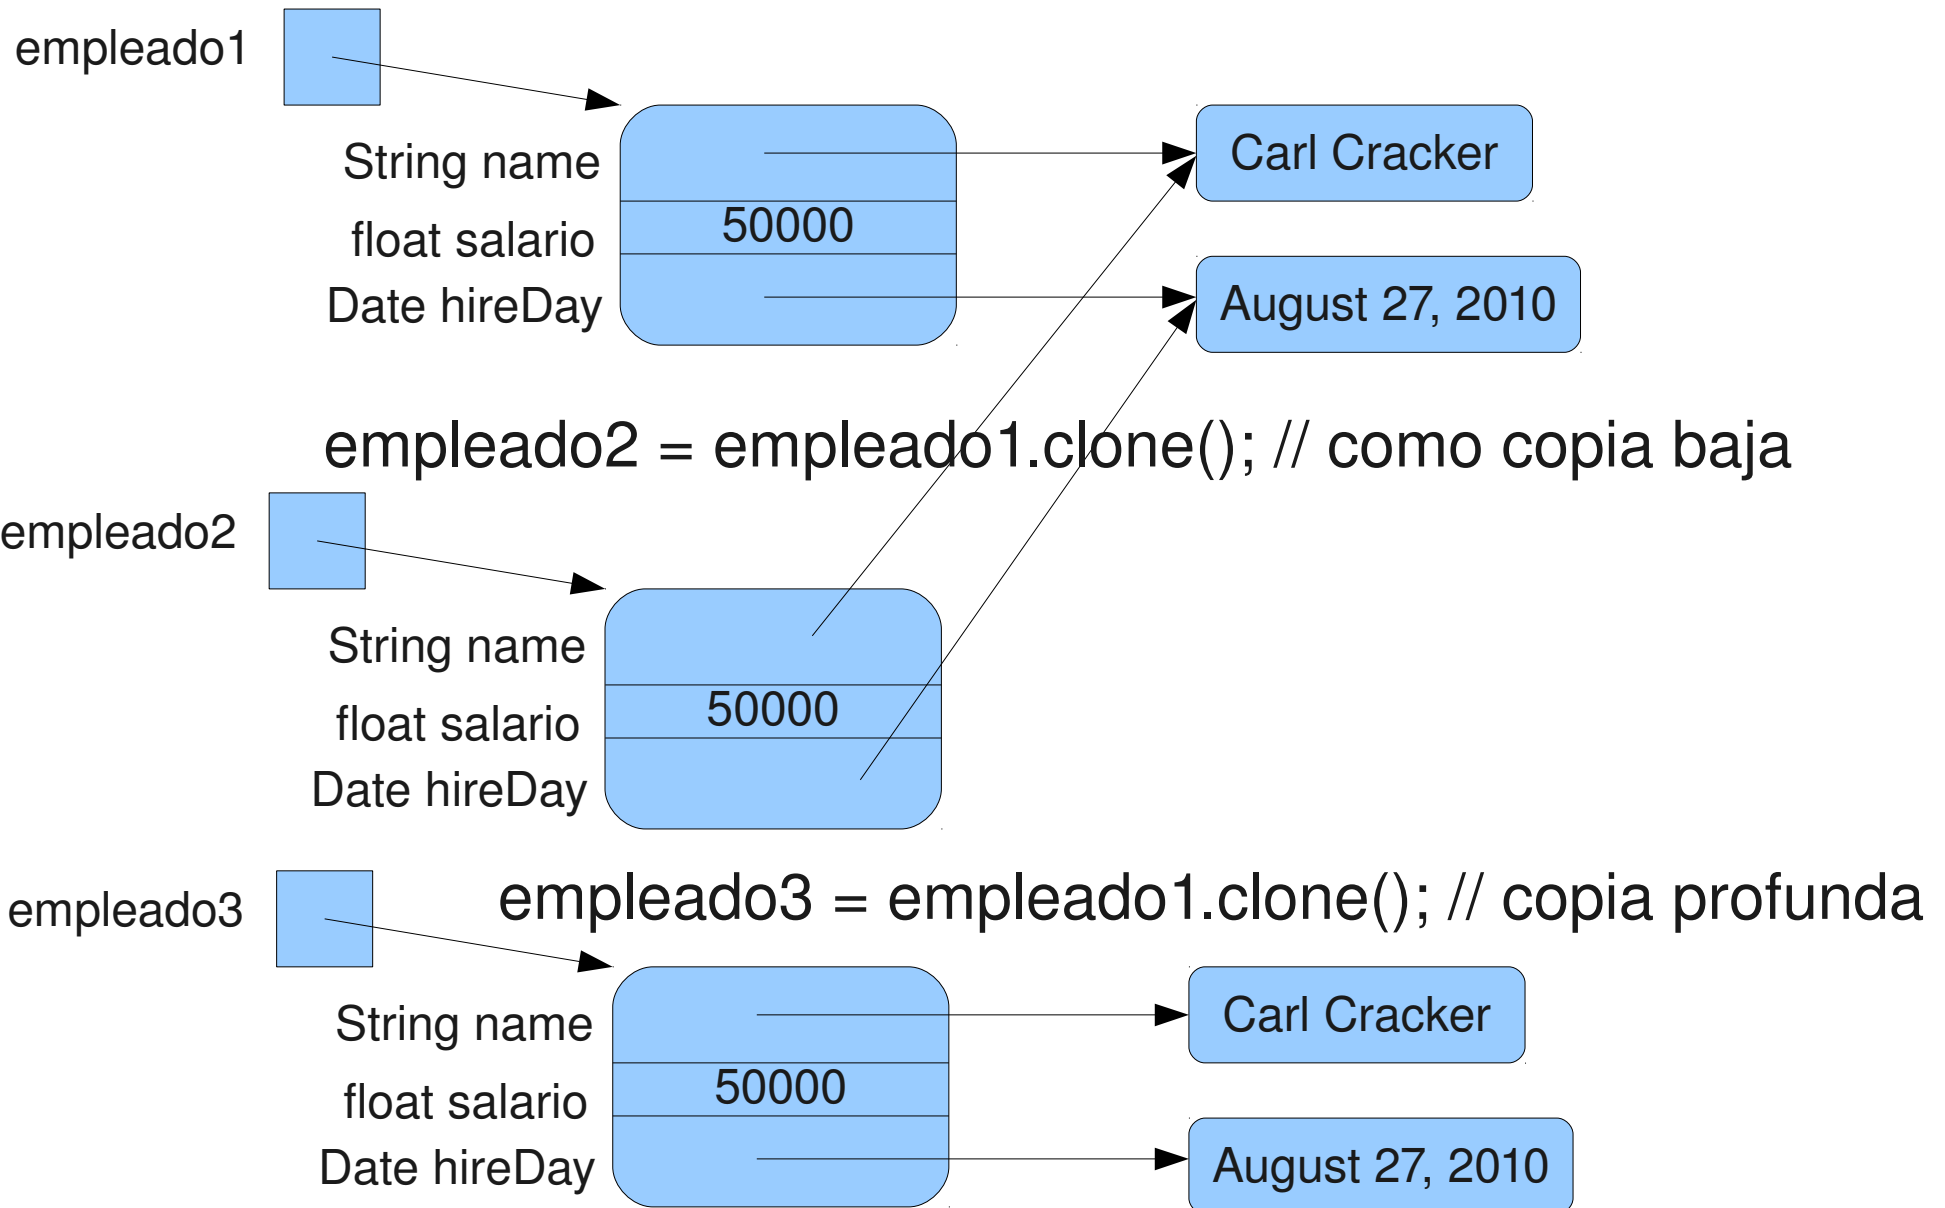 empleado1
String name
Carl Cracker
float salario
50000
Date hireDay
August 27, 2010
empleado2 = empleado1.clone(); // como copia baja
empleado2
String name
float salario
50000
Date hireDay
empleado3 = empleado1.clone(); // copia profunda
empleado3
String name
Carl Cracker
float salario
50000
Date hireDay
August 27, 2010